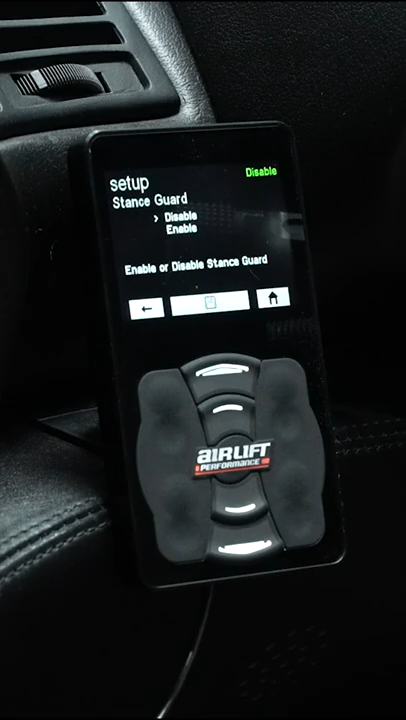 Disable
setup
Stance Guard
> Disable
Enable
Enable or Disable Stance Guard
AIRLIFT
PERFORMANCE